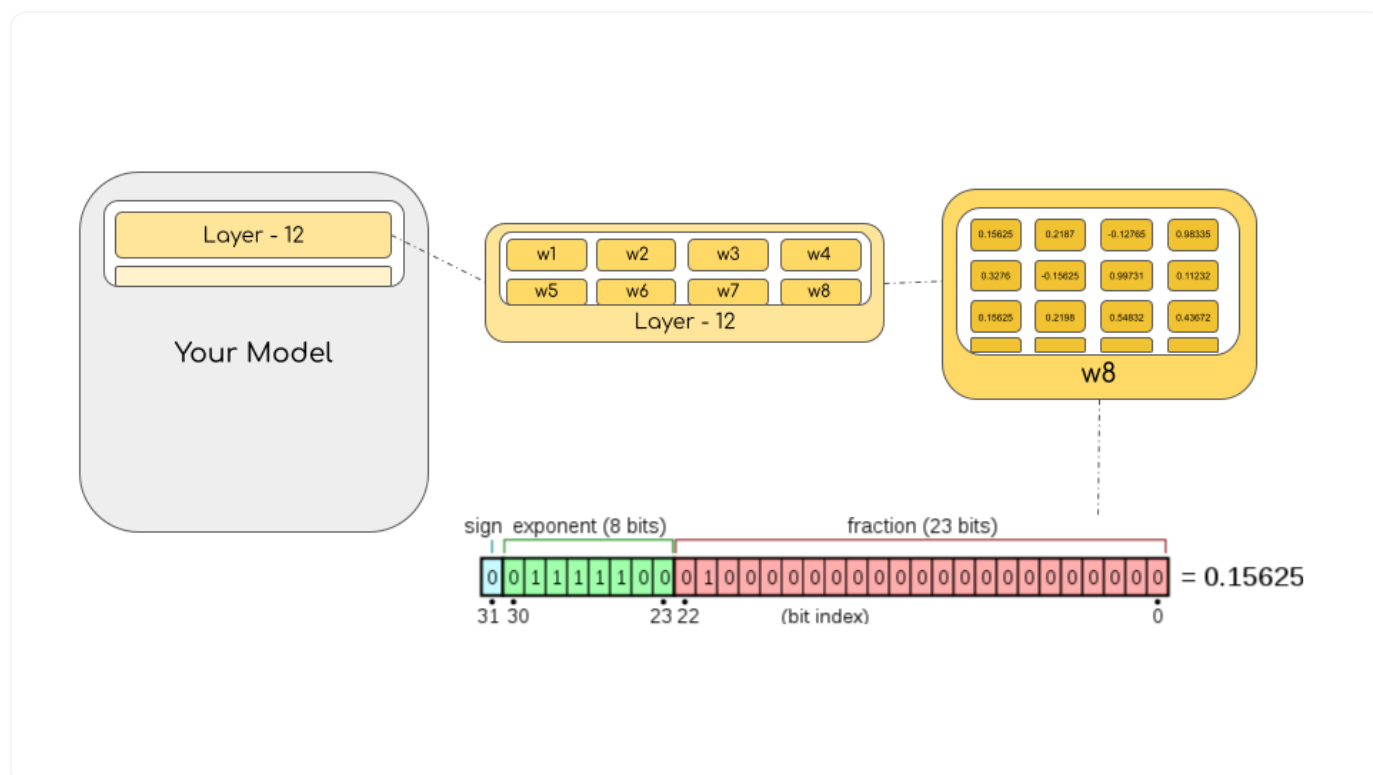 Layer - 12
Your Model
w1 w2 w3 w4
w5 w6 w7 w8
Layer - 12
0.15625 0.2187 -0.12765 0.98335
0.3276 -0.15625 0.99731 0.11232
0.15625 0.2198 0.54832 0.43672
w8
sign exponent (8 bits) fraction (23 bits)
0 0 1 1 1 1 1 0 0 0 1 0 0 0 0 0 0 0 0 0 0 0 0 0 0 0 0 0 0 0 0 0 = 0.15625
31 30 23 22 (bit index) 0